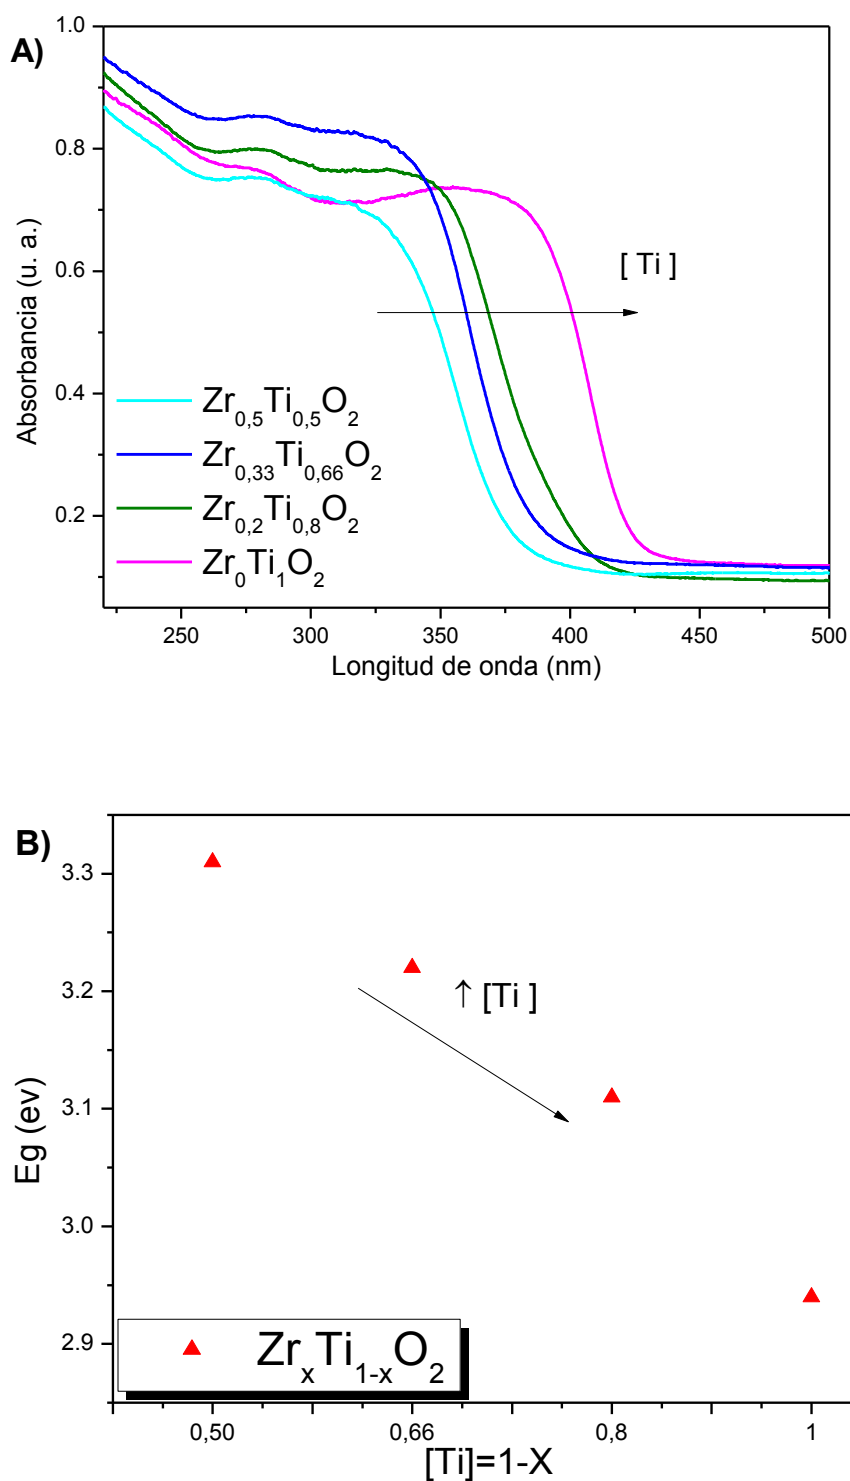 A)
1.0
0.8
0.6
0.4
0.2
Absorbancia (u. a.)
[ Ti ]
Zr0,5Ti0,5O2
Zr0,33Ti0,66O2
Zr0,2Ti0,8O2
Zr0Ti1O2
250 300 350 400 450 500
Longitud de onda (nm)
B)
3.3
3.2
3.1
3.0
2.9
Eg (ev)
↑ [Ti ]
ZrxTi1-xO2
0,50 0,66 0,8 1
[Ti]=1-X